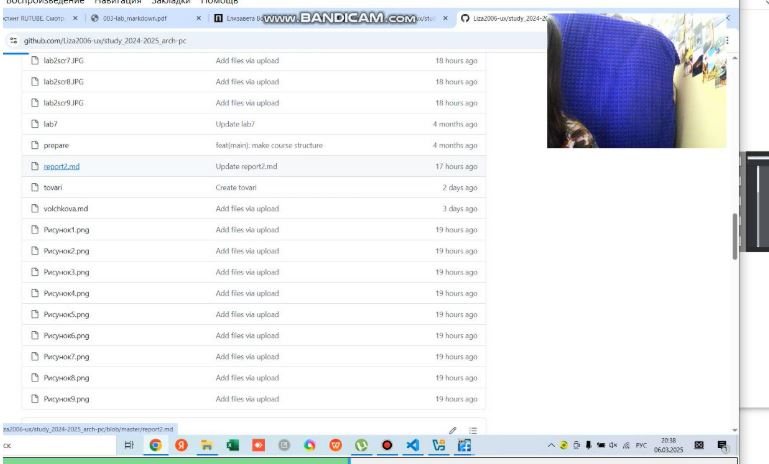 Воспроизведение Навигация Закладки Помощь
остинг RUTUBE. Смотр × 003-lab_markdown.pdf × Елизавета Во
www.BANDICAM.com
Liza2006-ux/study_2024-20
github.com/Liza2006-ux/study_2024-2025_arch-pc
lab2scr7.JPG Add files via upload 18 hours ago
lab2scr8.JPG Add files via upload 18 hours ago
lab2scr9.JPG Add files via upload 18 hours ago
lab7 Update lab7 4 months ago
prepare feat(main): make course structure 4 months ago
report2.md Update report2.md 17 hours ago
tovari Create tovari 2 days ago
volchkova.md Add files via upload 3 days ago
Рисунок1.png Add files via upload 19 hours ago
Рисунок2.png Add files via upload 19 hours ago
Рисунок3.png Add files via upload 19 hours ago
Рисунок4.png Add files via upload 19 hours ago
Рисунок5.png Add files via upload 19 hours ago
Рисунок6.png Add files via upload 19 hours ago
Рисунок7.png Add files via upload 19 hours ago
Рисунок8.png Add files via upload 19 hours ago
Рисунок9.png Add files via upload 19 hours ago
za2006-ux/study_2024-2025_arch-pc/blob/master/report2.md
ск
РУС
20:38
06.03.2025